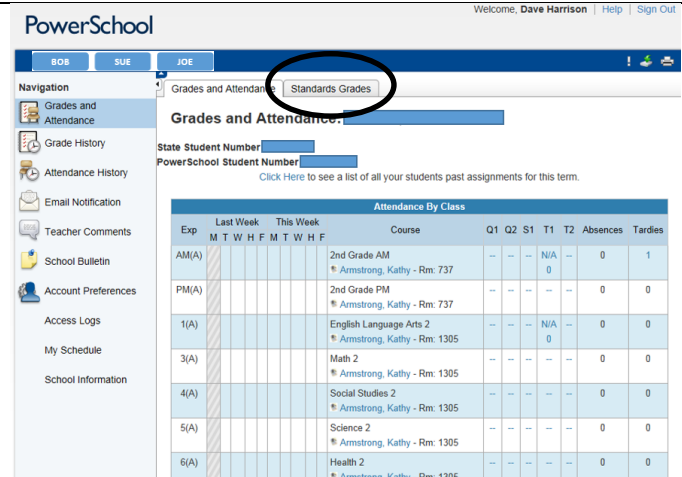 Welcome, Dave Harrison | Help | Sign Out
PowerSchool
BOB SUE JOE
Navigation
Grades and Attendance
Grade History
Attendance History
Email Notification
Teacher Comments
School Bulletin
Account Preferences
Access Logs
My Schedule
School Information
Grades and Attendance Standards Grades
Grades and Attendance:
State Student Number
PowerSchool Student Number
Click Here to see a list of all your students past assignments for this term.
Attendance By Class
Exp Last Week This Week Course Q1 Q2 S1 T1 T2 Absences Tardies
M T W H F M T W H F
AM(A) 2nd Grade AM -- -- -- N/A -- 0 1
Armstrong, Kathy - Rm: 737 0
PM(A) 2nd Grade PM -- -- -- -- -- 0 0
Armstrong, Kathy - Rm: 737
1(A) English Language Arts 2 -- -- -- N/A -- 0 0
Armstrong, Kathy - Rm: 1305 0
3(A) Math 2 -- -- -- -- -- 0 0
Armstrong, Kathy - Rm: 1305
4(A) Social Studies 2 -- -- -- -- -- 0 0
Armstrong, Kathy - Rm: 1305
5(A) Science 2 -- -- -- -- -- 0 0
Armstrong, Kathy - Rm: 1305
6(A) Health 2 -- -- -- -- -- 0 0
Armstrong, Kathy - Rm: 1305